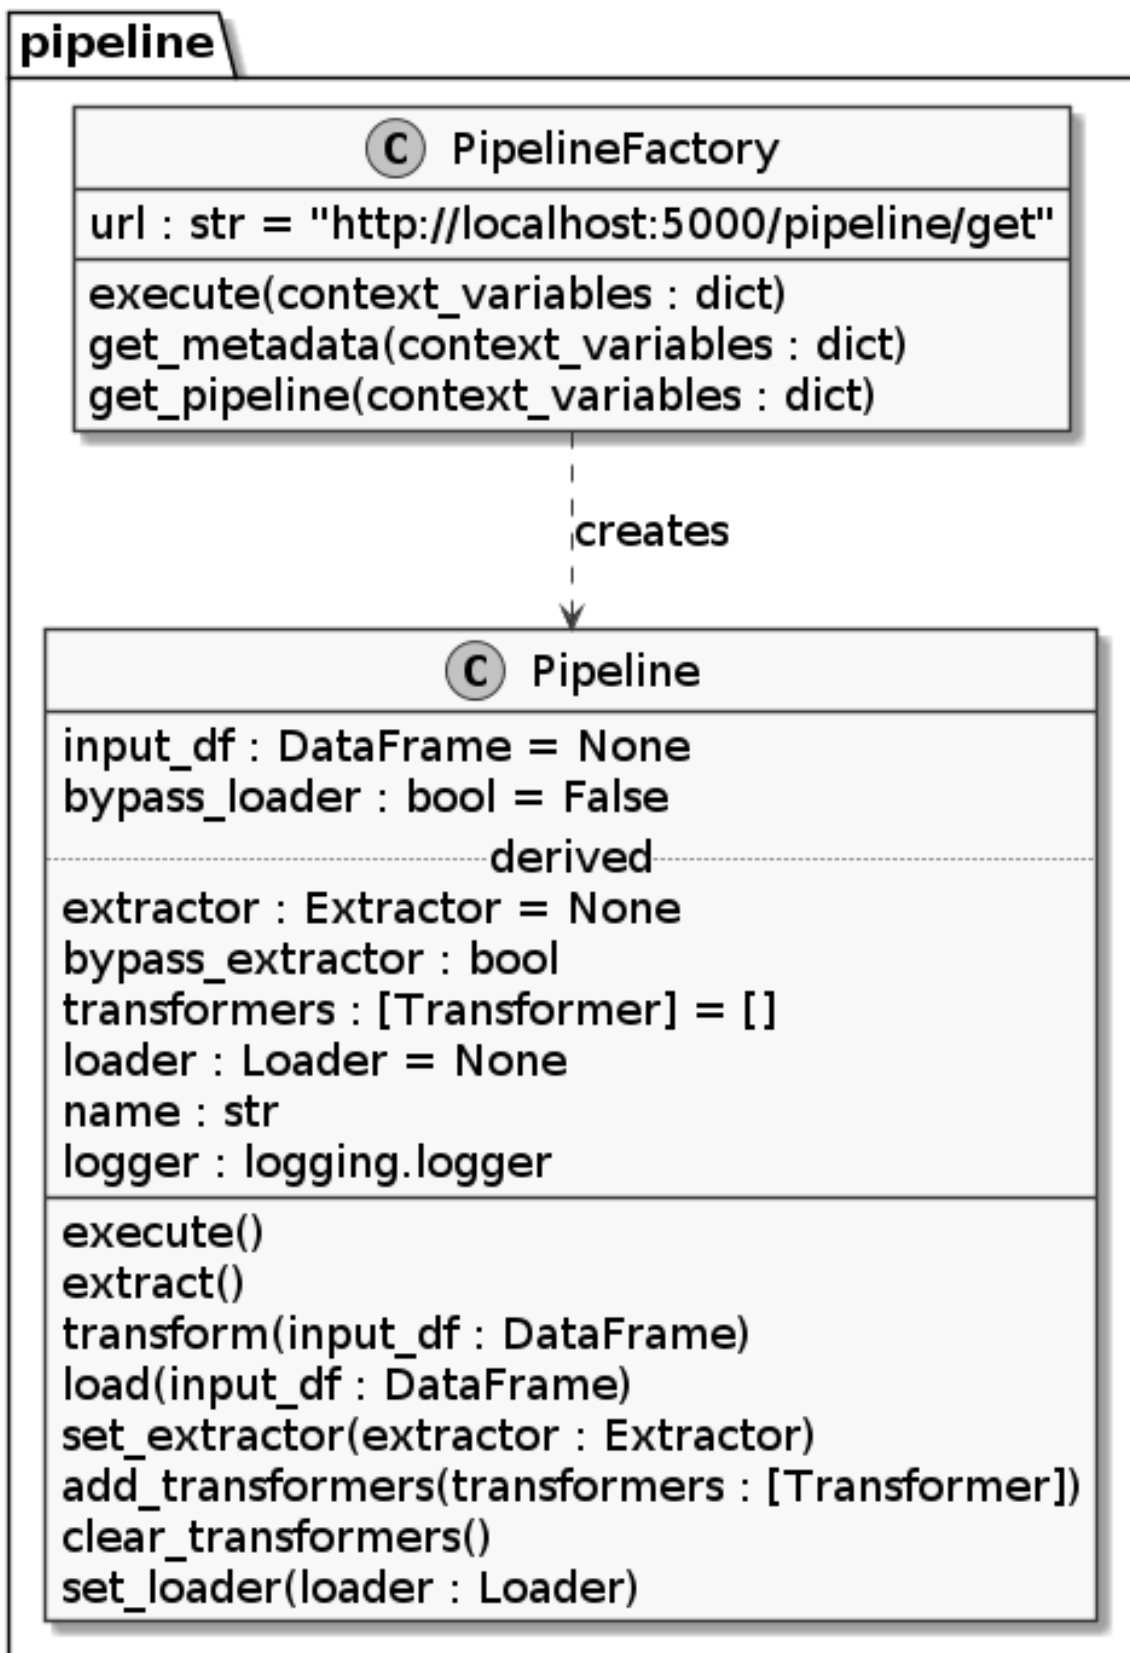 pipeline
C PipelineFactory
url : str = "http://localhost:5000/pipeline/get"
execute(context_variables : dict)
get_metadata(context_variables : dict)
get_pipeline(context_variables : dict)
creates
C Pipeline
input_df : DataFrame = None
bypass_loader : bool = False
derived
extractor : Extractor = None
bypass_extractor : bool
transformers : [Transformer] = []
loader : Loader = None
name : str
logger : logging.logger
execute()
extract()
transform(input_df : DataFrame)
load(input_df : DataFrame)
set_extractor(extractor : Extractor)
add_transformers(transformers : [Transformer])
clear_transformers()
set_loader(loader : Loader)